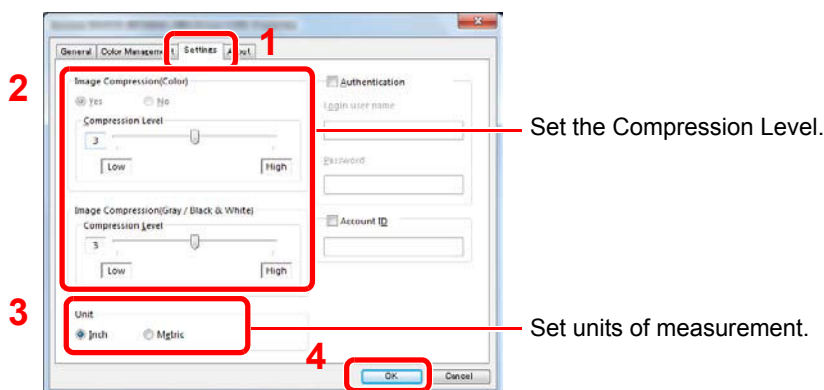 1
General
Color Management
Settings
About
2
Image Compression(Color)
Yes
No
Compression Level
3
Low
High
Image Compression(Gray / Black & White)
Compression Level
3
Low
High
Authentication
Login user name
Password
Account ID
Set the Compression Level.
3
Unit
Inch
Metric
Set units of measurement.
4
OK
Cancel